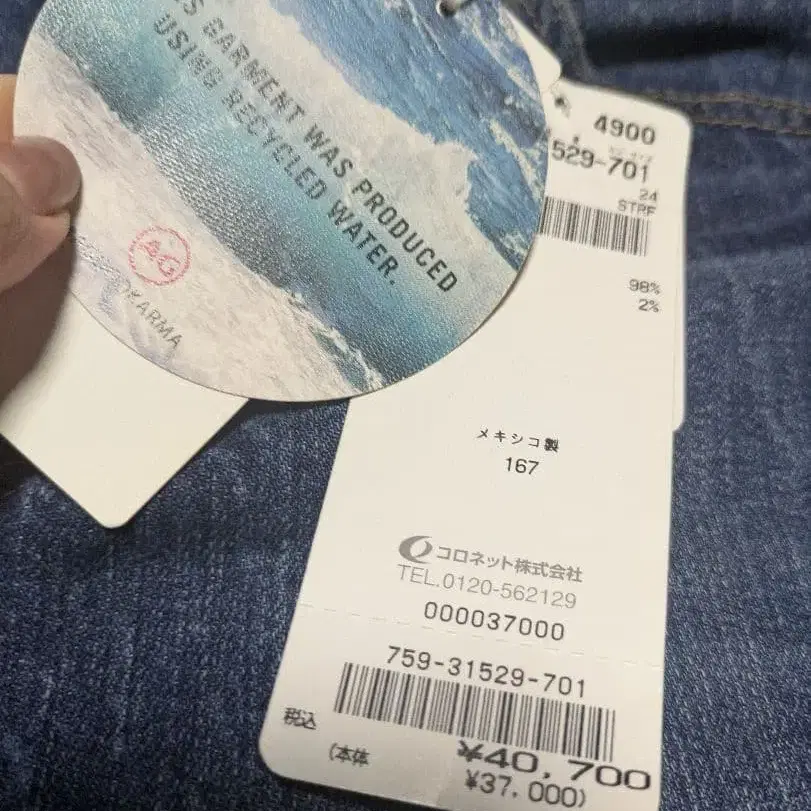 S GARMENT WAS PRODUCED
USING RECYCLED WATER.
AG
KARMA
4900
529-701
24
98%
2%
メキシコ製
167
コロネット株式会社
TEL.0120-562129
000037000
759-31529-701
税込 ¥40,700
(本体 ¥37,000)